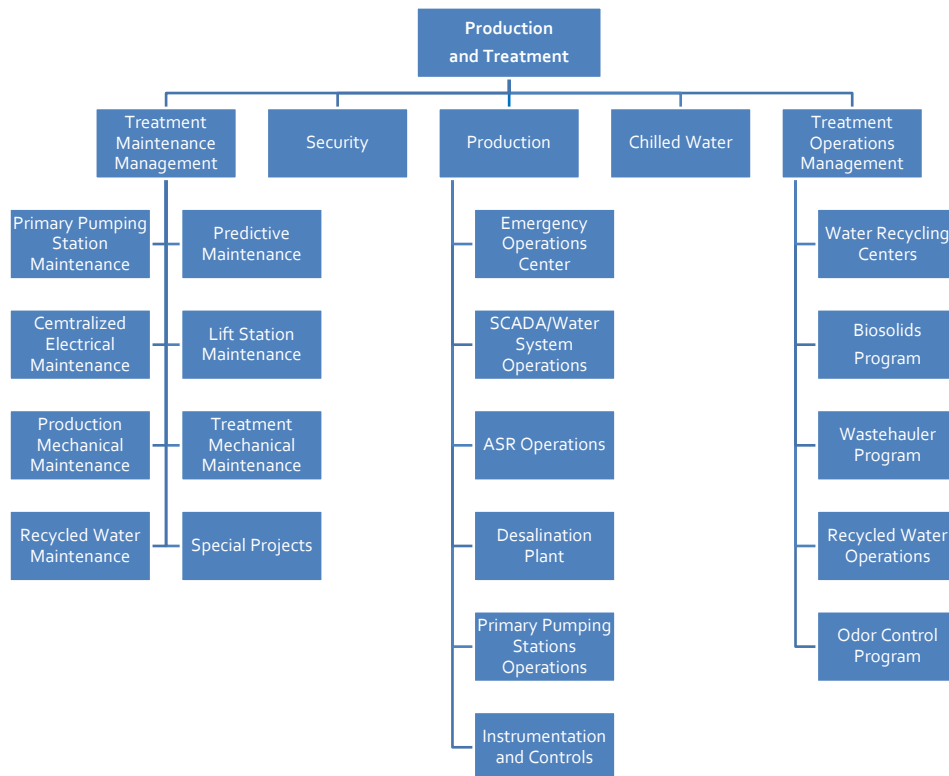 Production
and Treatment
Treatment
Maintenance
Management
Security
Production
Chilled Water
Treatment
Operations
Management
Primary Pumping
Station
Maintenance
Predictive
Maintenance
Emergency
Operations
Center
Water Recycling
Centers
Cemtralized
Electrical
Maintenance
Lift Station
Maintenance
SCADA/Water
System
Operations
Biosolids
Program
Production
Mechanical
Maintenance
Treatment
Mechanical
Maintenance
ASR Operations
Wastehauler
Program
Recycled Water
Maintenance
Special Projects
Desalination
Plant
Recycled Water
Operations
Primary Pumping
Stations
Operations
Odor Control
Program
Instrumentation
and Controls